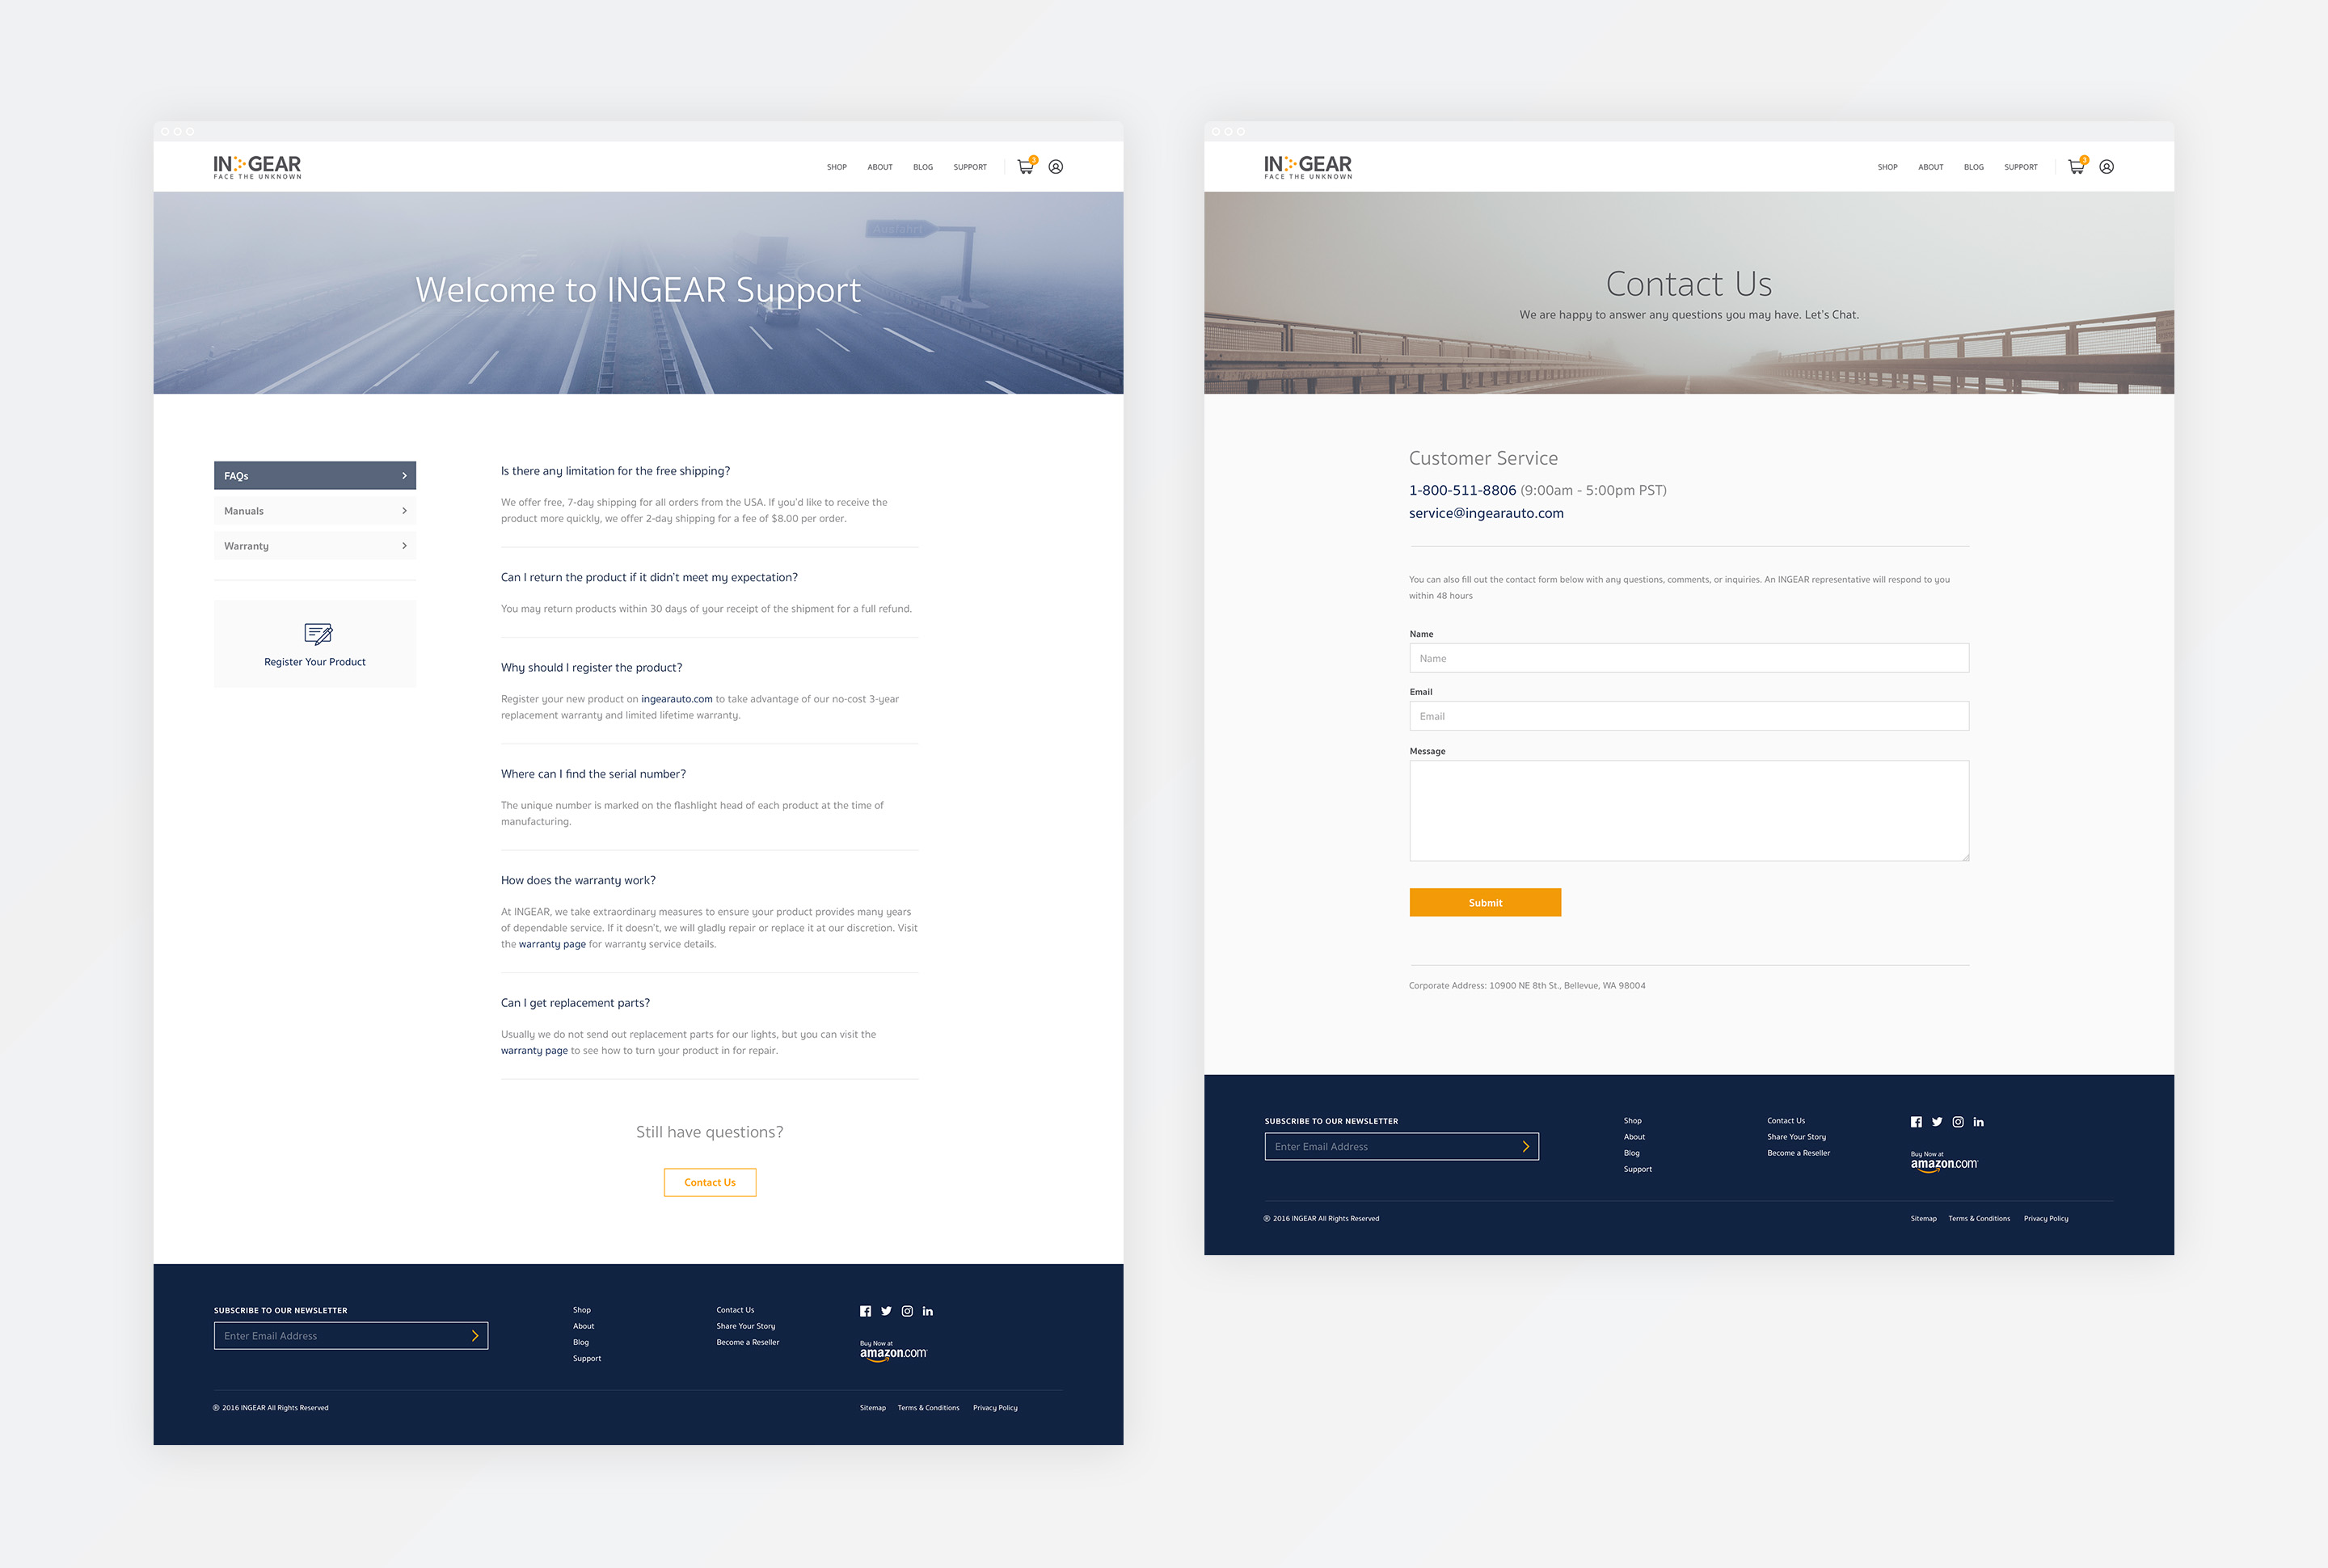 IN GEAR
FACE THE UNKNOWN
SHOP ABOUT BLOG SUPPORT
Ausfahrt
Welcome to INGEAR Support
FAQs
Manuals
Warranty
Register Your Product
Is there any limitation for the free shipping?
We offer free, 7-day shipping for all orders from the USA. If you'd like to receive the
product more quickly, we offer 2-day shipping for a fee of $8.00 per order.
Can I return the product if it didn't meet my expectation?
You may return products within 30 days of your receipt of the shipment for a full refund.
Why should I register the product?
Register your new product on ingearauto.com to take advantage of our no-cost 3-year
replacement warranty and limited lifetime warranty.
Where can I find the serial number?
The unique number is marked on the flashlight head of each product at the time of
manufacturing.
How does the warranty work?
At INGEAR, we take extraordinary measures to ensure your product provides many years
of dependable service. If it doesn't, we will gladly repair or replace it at our discretion. Visit
the warranty page for warranty service details.
Can I get replacement parts?
Usually we do not send out replacement parts for our lights, but you can visit the
warranty page to see how to turn your product in for repair.
Still have questions?
Contact Us
SUBSCRIBE TO OUR NEWSLETTER
Enter Email Address
Shop
About
Blog
Support
Contact Us
Share Your Story
Become a Reseller
Buy Now at
amazon.com
® 2016 INGEAR All Rights Reserved
Sitemap Terms & Conditions Privacy Policy
IN GEAR
FACE THE UNKNOWN
SHOP ABOUT BLOG SUPPORT
Contact Us
We are happy to answer any questions you may have. Let's Chat.
Customer Service
1-800-511-8806 (9:00am - 5:00pm PST)
service@ingearauto.com
You can also fill out the contact form below with any questions, comments, or inquiries. An INGEAR representative will respond to you
within 48 hours
Name
Name
Email
Email
Message
Submit
Corporate Address: 10900 NE 8th St., Bellevue, WA 98004
SUBSCRIBE TO OUR NEWSLETTER
Enter Email Address
Shop
About
Blog
Support
Contact Us
Share Your Story
Become a Reseller
Buy Now at
amazon.com
® 2016 INGEAR All Rights Reserved
Sitemap Terms & Conditions Privacy Policy